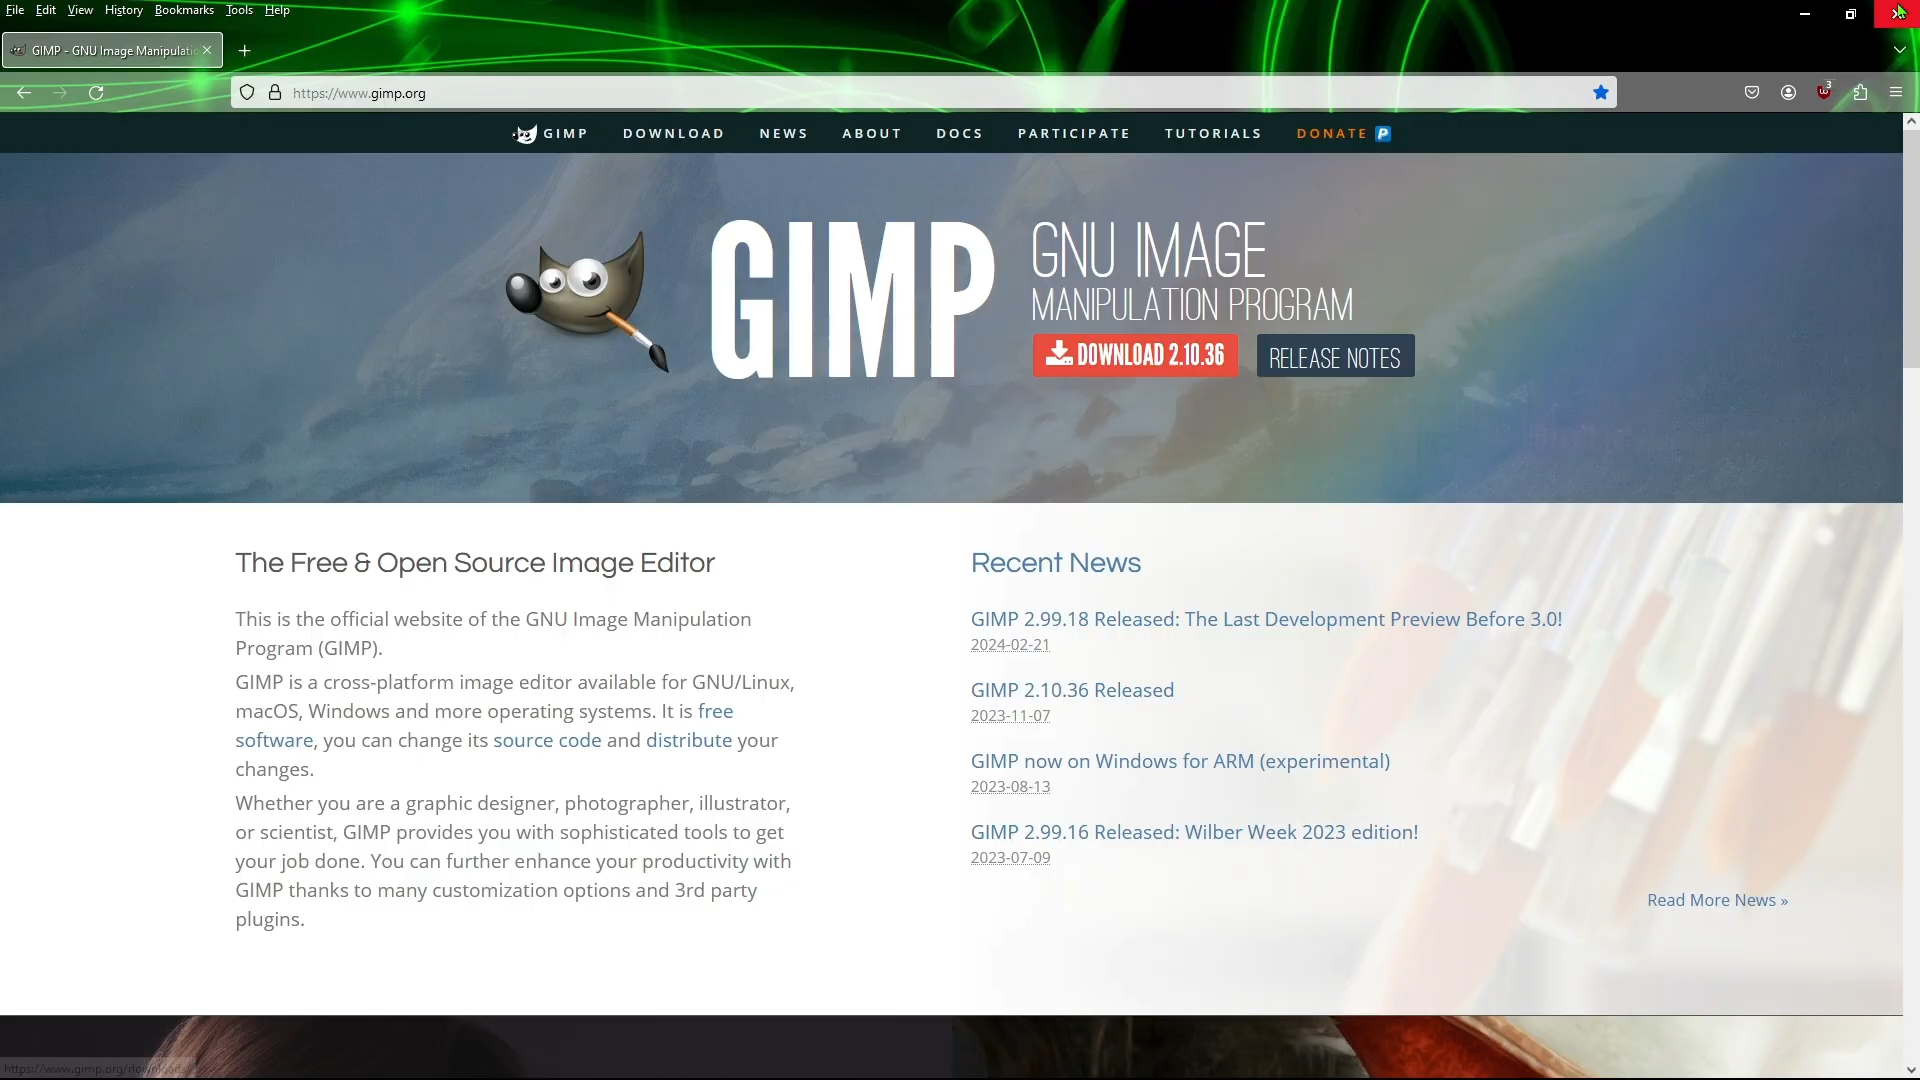 File Edit View History Bookmarks Tools Help
GIMP - GNU Image Manipulatio
https://www.gimp.org
3
GIMP DOWNLOAD NEWS ABOUT DOCS PARTICIPATE TUTORIALS DONATE
GIMP
GNU IMAGE
MANIPULATION PROGRAM
DOWNLOAD 2.10.36 RELEASE NOTES
The Free & Open Source Image Editor
This is the official website of the GNU Image Manipulation
Program (GIMP).
GIMP is a cross-platform image editor available for GNU/Linux,
macOS, Windows and more operating systems. It is free
software, you can change its source code and distribute your
changes.
Whether you are a graphic designer, photographer, illustrator,
or scientist, GIMP provides you with sophisticated tools to get
your job done. You can further enhance your productivity with
GIMP thanks to many customization options and 3rd party
plugins.
Recent News
GIMP 2.99.18 Released: The Last Development Preview Before 3.0!
2024-02-21
GIMP 2.10.36 Released
2023-11-07
GIMP now on Windows for ARM (experimental)
2023-08-13
GIMP 2.99.16 Released: Wilber Week 2023 edition!
2023-07-09
Read More News »
https://www.gimp.org/downloads/